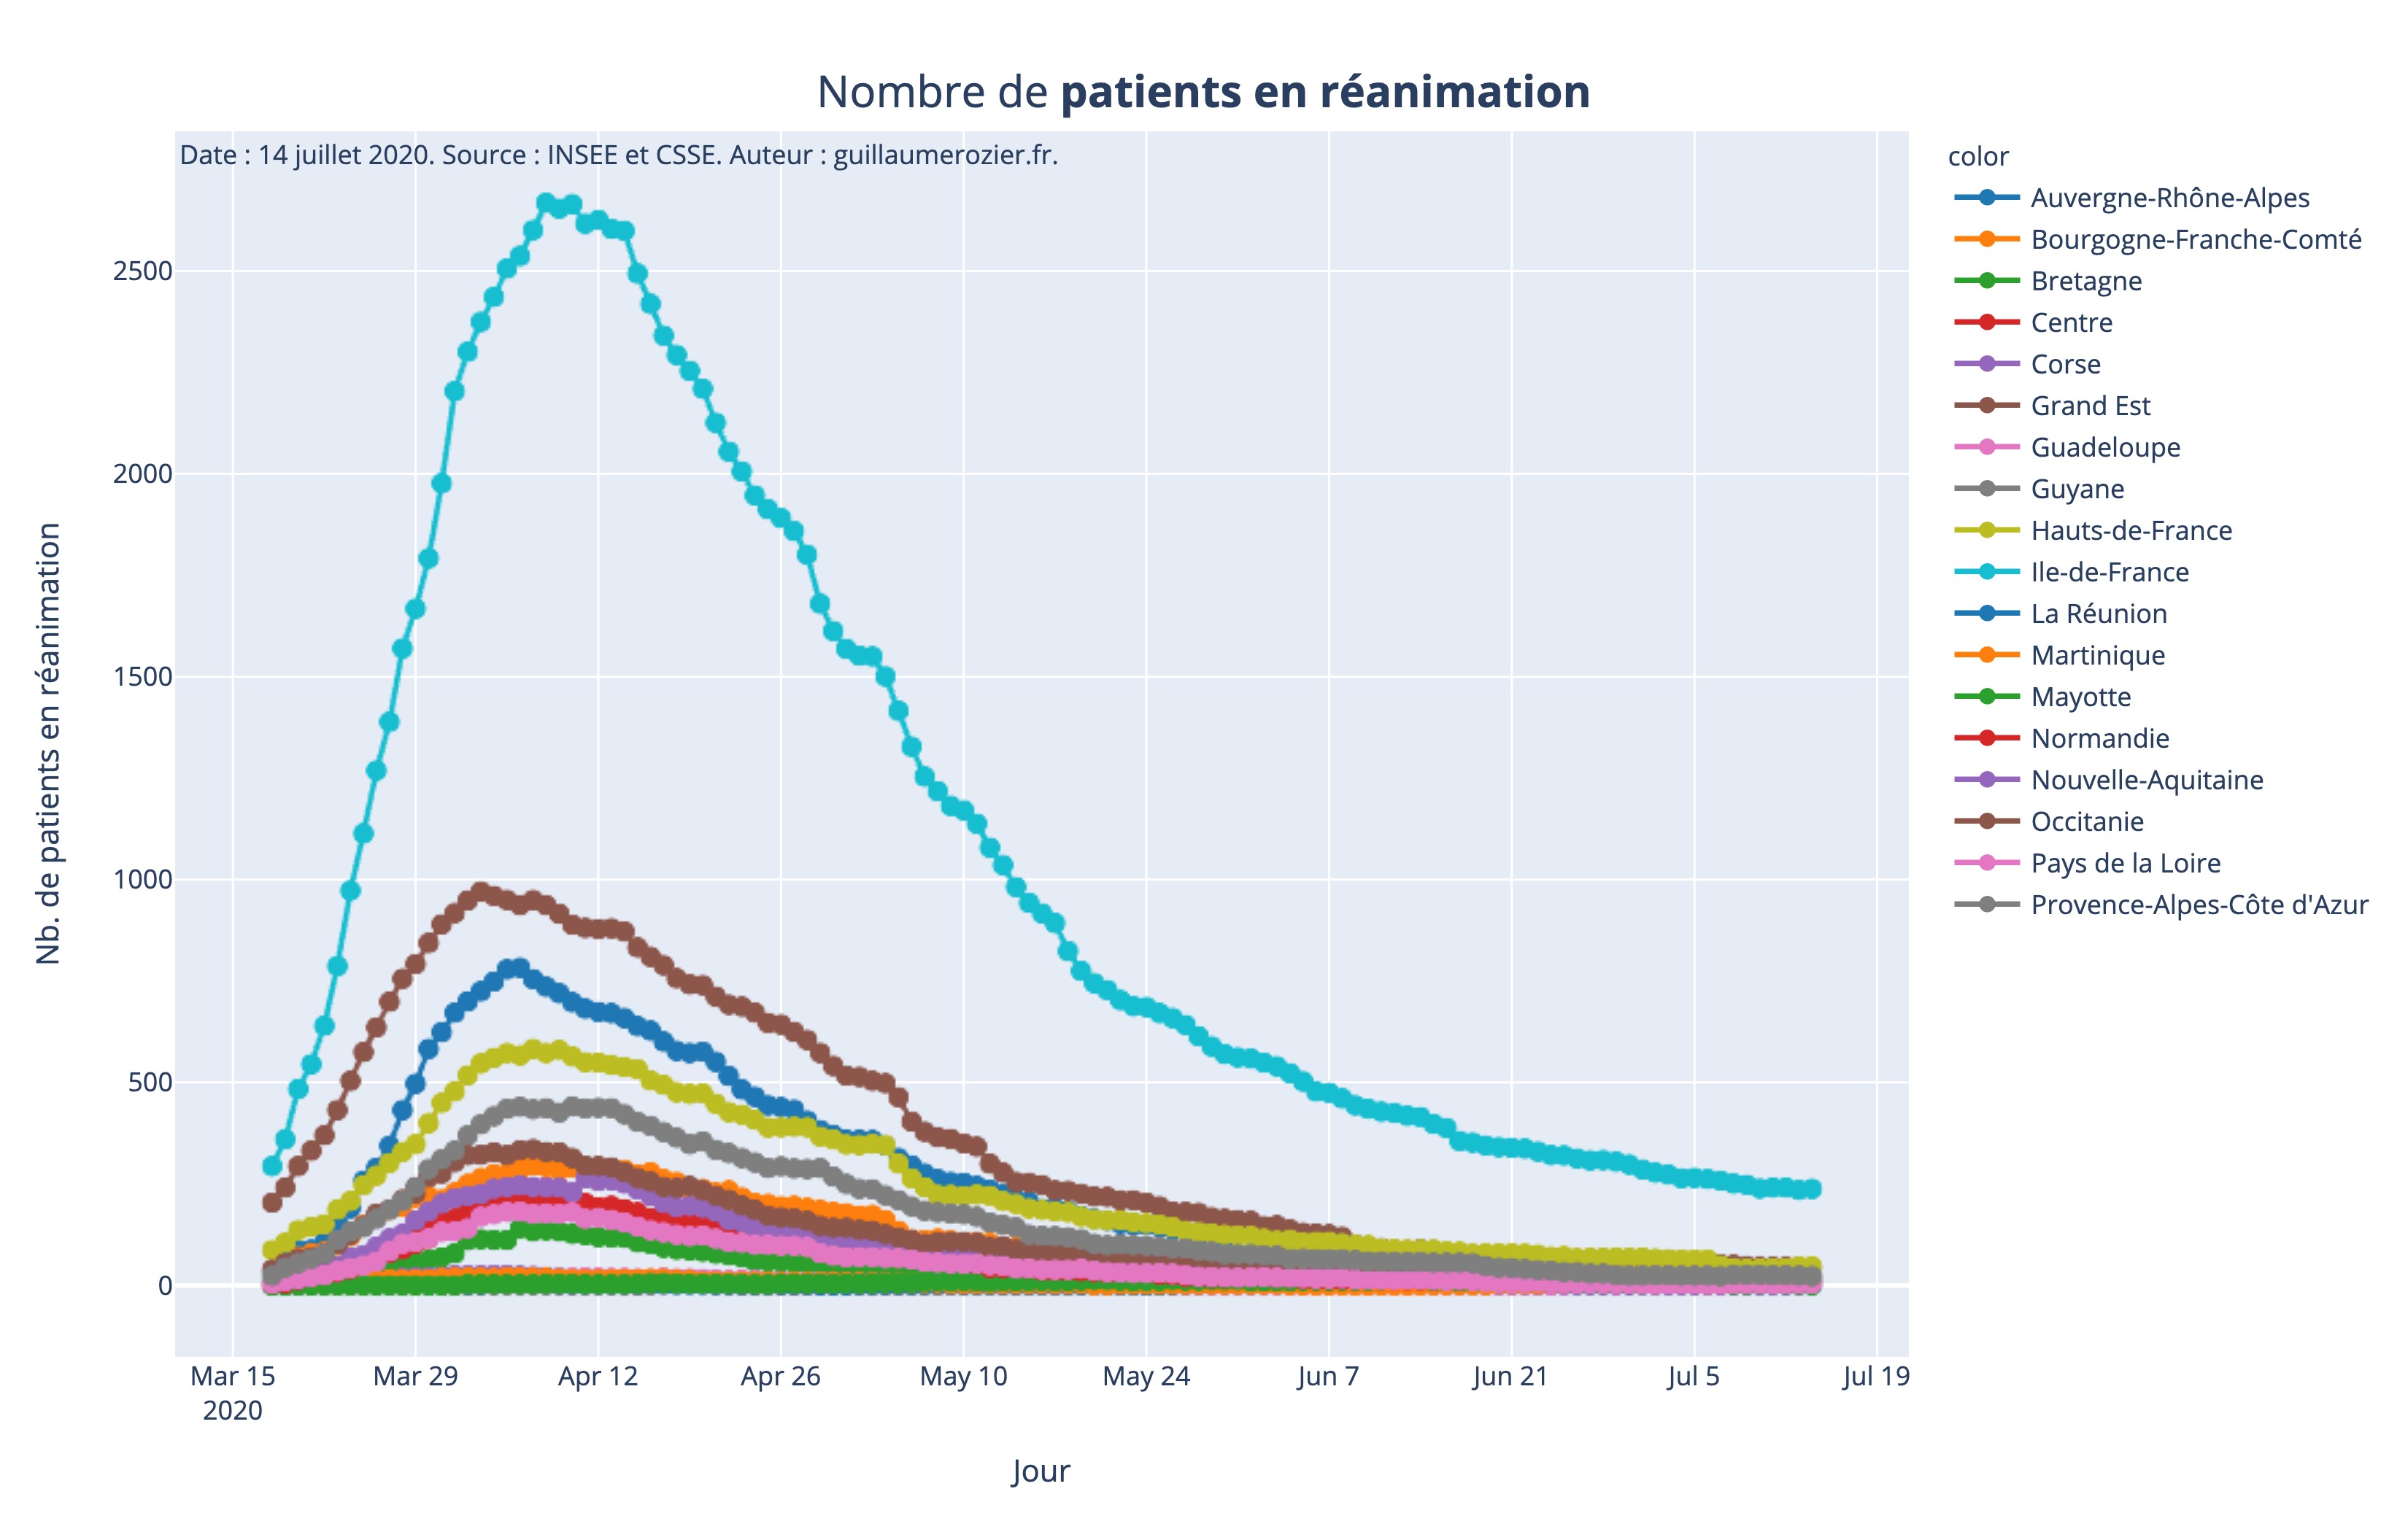 Nombre de patients en réanimation
Date : 14 juillet 2020. Source : INSEE et CSSE. Auteur : guillaumerozier.fr.
color
Auvergne-Rhône-Alpes
Bourgogne-Franche-Comté
Bretagne
Centre
Corse
Grand Est
Guadeloupe
Guyane
Hauts-de-France
Ile-de-France
La Réunion
Martinique
Mayotte
Normandie
Nouvelle-Aquitaine
Occitanie
Pays de la Loire
Provence-Alpes-Côte d'Azur
Nb. de patients en réanimation
2500
2000
1500
1000
500
0
Mar 15 Mar 29 Apr 12 Apr 26 May 10 May 24 Jun 7 Jun 21 Jul 5 Jul 19
2020
Jour